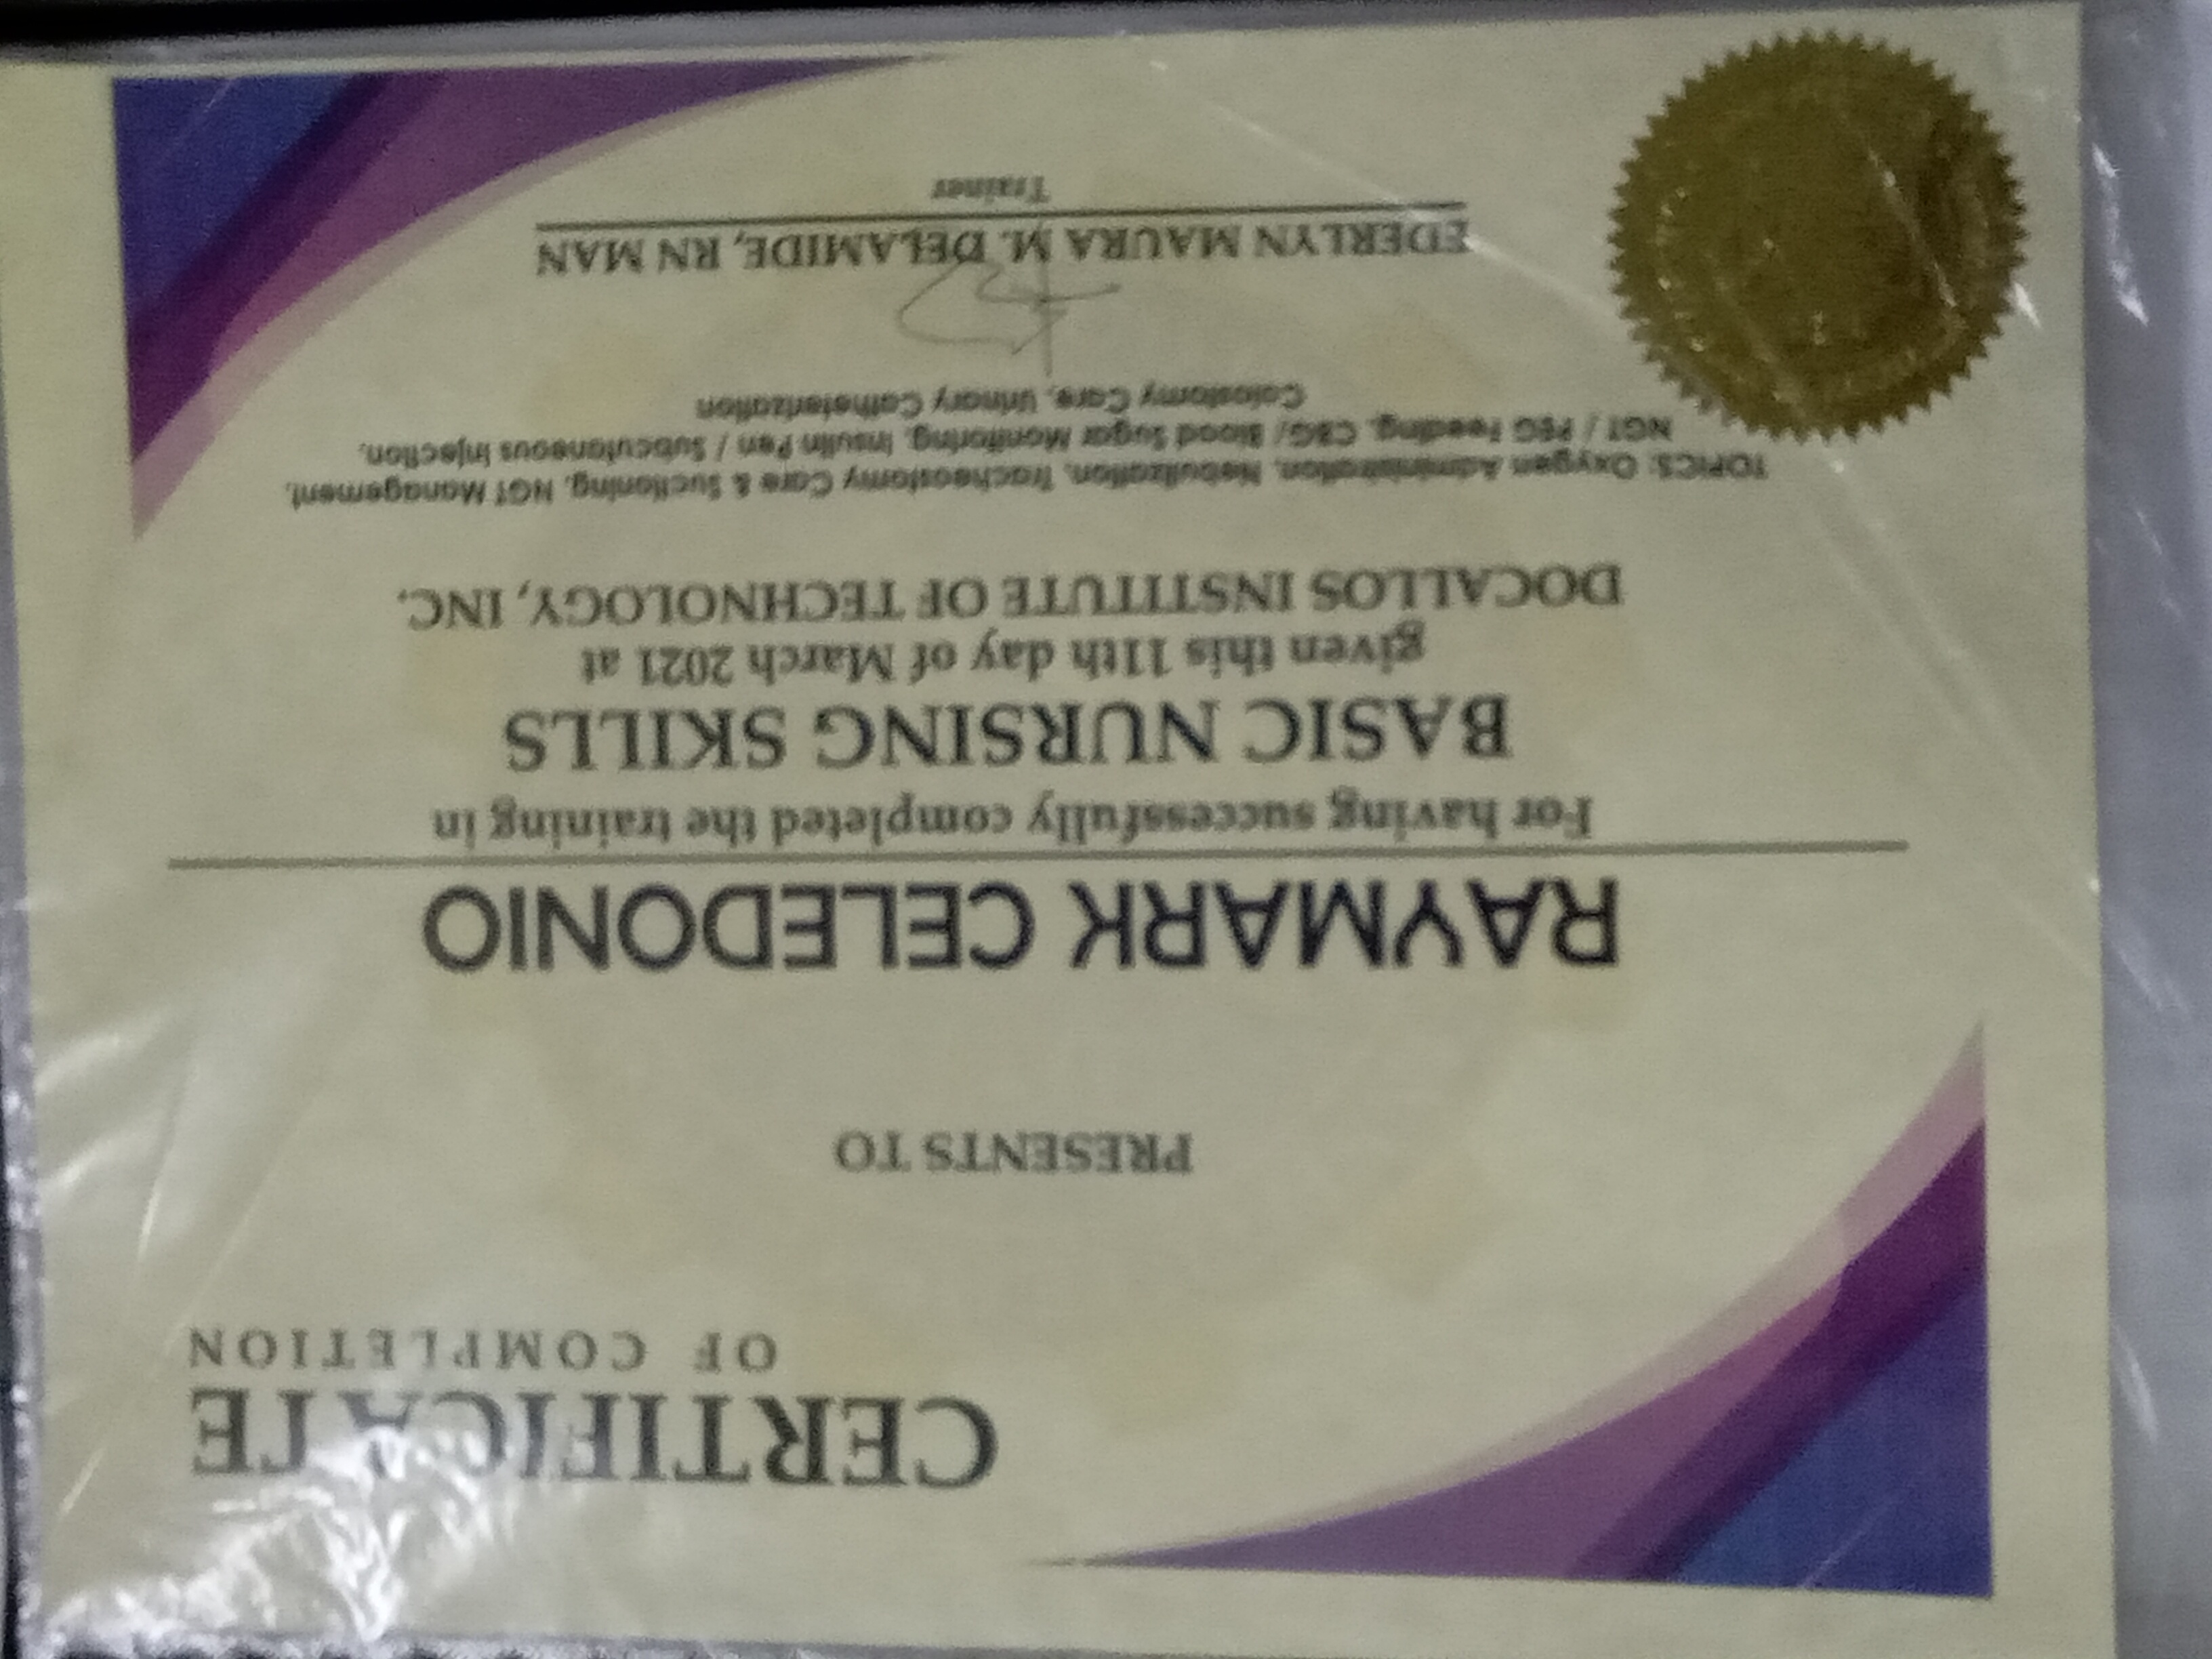 CERTIFICATE
OF COMPLETION
PRESENTS TO
RAYMARK CELEDONIO
For having successfully completed the training in
BASIC NURSING SKILLS
given this 11th day of March 2021 at
DOCALLOS INSTITUTE OF TECHNOLOGY, INC.
TOPICS: Oxygen Administration, Nebulization, Tracheostomy Care & Suctioning, NGT Management,
NGT / PEG Feeding, CBG/ Blood Sugar Monitoring, Insulin Pen / Subcutaneous Injection,
Colostomy Care, Urinary Catheterization
EDERLYN MAURA M. DELAMIDE, RN MAN
Trainer